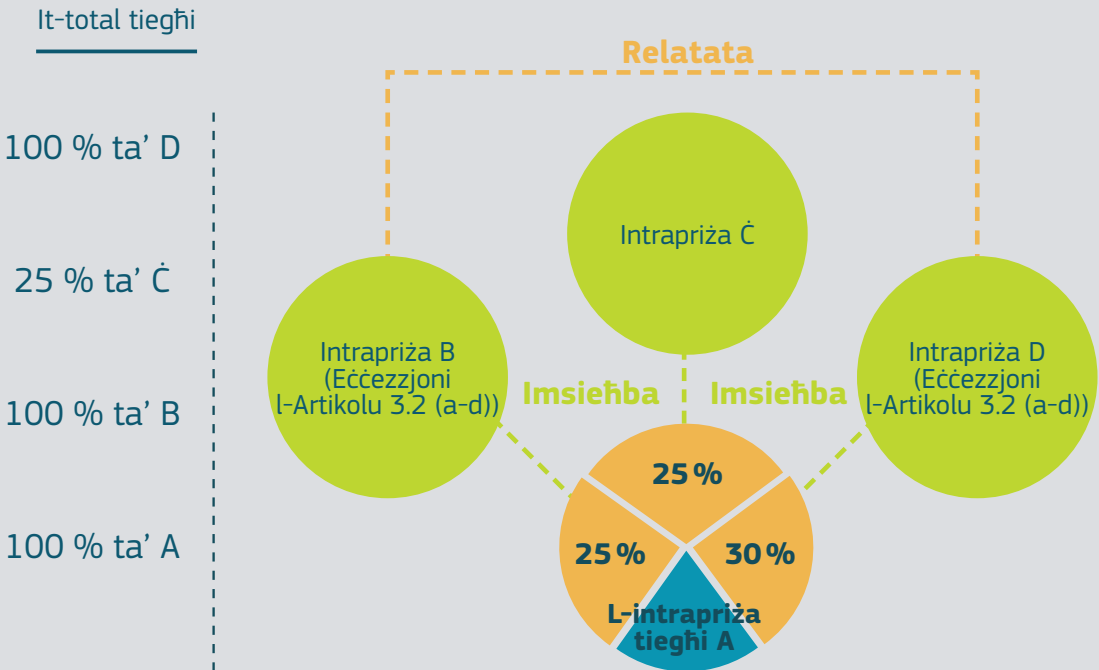 It-total tiegħi
100 % ta’ D
25 % ta’ Ċ
100 % ta’ B
100 % ta’ A
Relatata
Intrapriża Ċ
Intrapriża B
(Eċċezzjoni
l-Artikolu 3.2 (a-d))
Intrapriża D
(Eċċezzjoni
l-Artikolu 3.2 (a-d))
Imsieħba
Imsieħba
25 %
25 %
30 %
L-intrapriża
tiegħi A